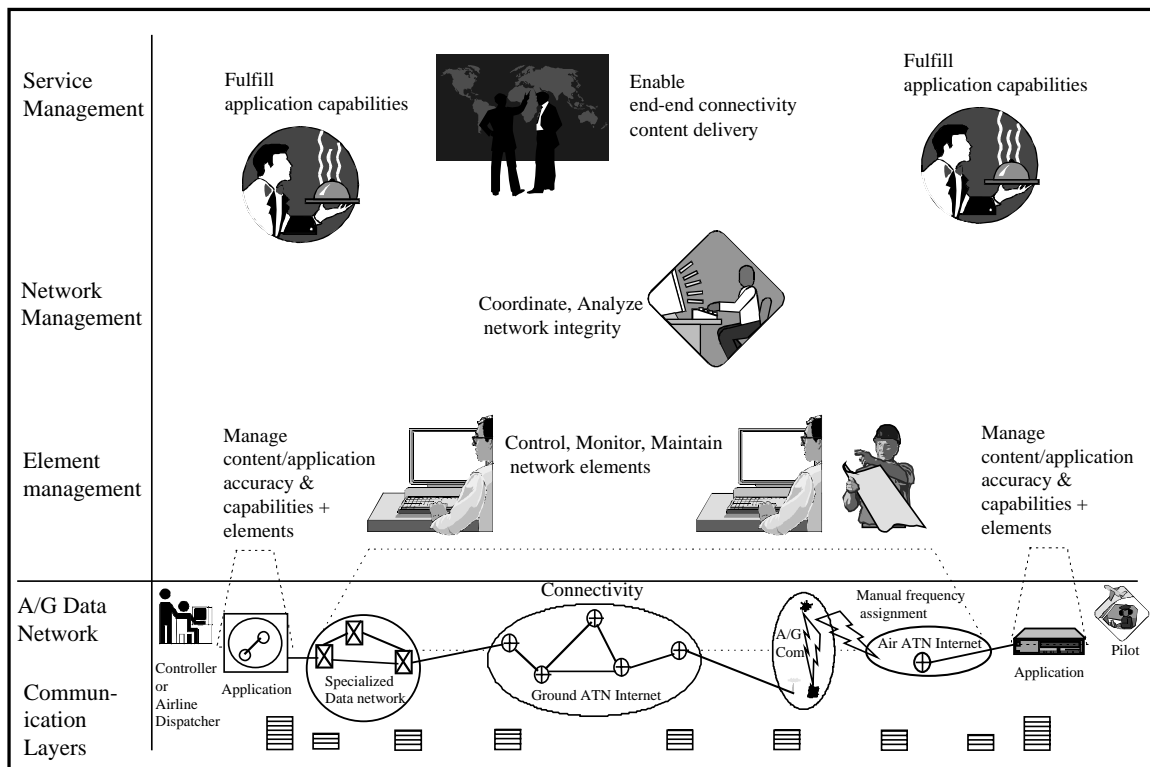 Service
Management
Fulfill
application capabilities
Enable
end-end connectivity
content delivery
Fulfill
application capabilities
Network
Management
Coordinate, Analyze
network integrity
Element
management
Manage
content/application
accuracy &
capabilities +
elements
Control, Monitor, Maintain
network elements
Manage
content/application
accuracy &
capabilities +
elements
A/G Data
Network
Connectivity
Manual frequency
assignment
Controller
or
Airline
Dispatcher
Application
Specialized
Data network
Ground ATN Internet
A/G
Com
Air ATN Internet
Application
Pilot
Commun-
ication
Layers